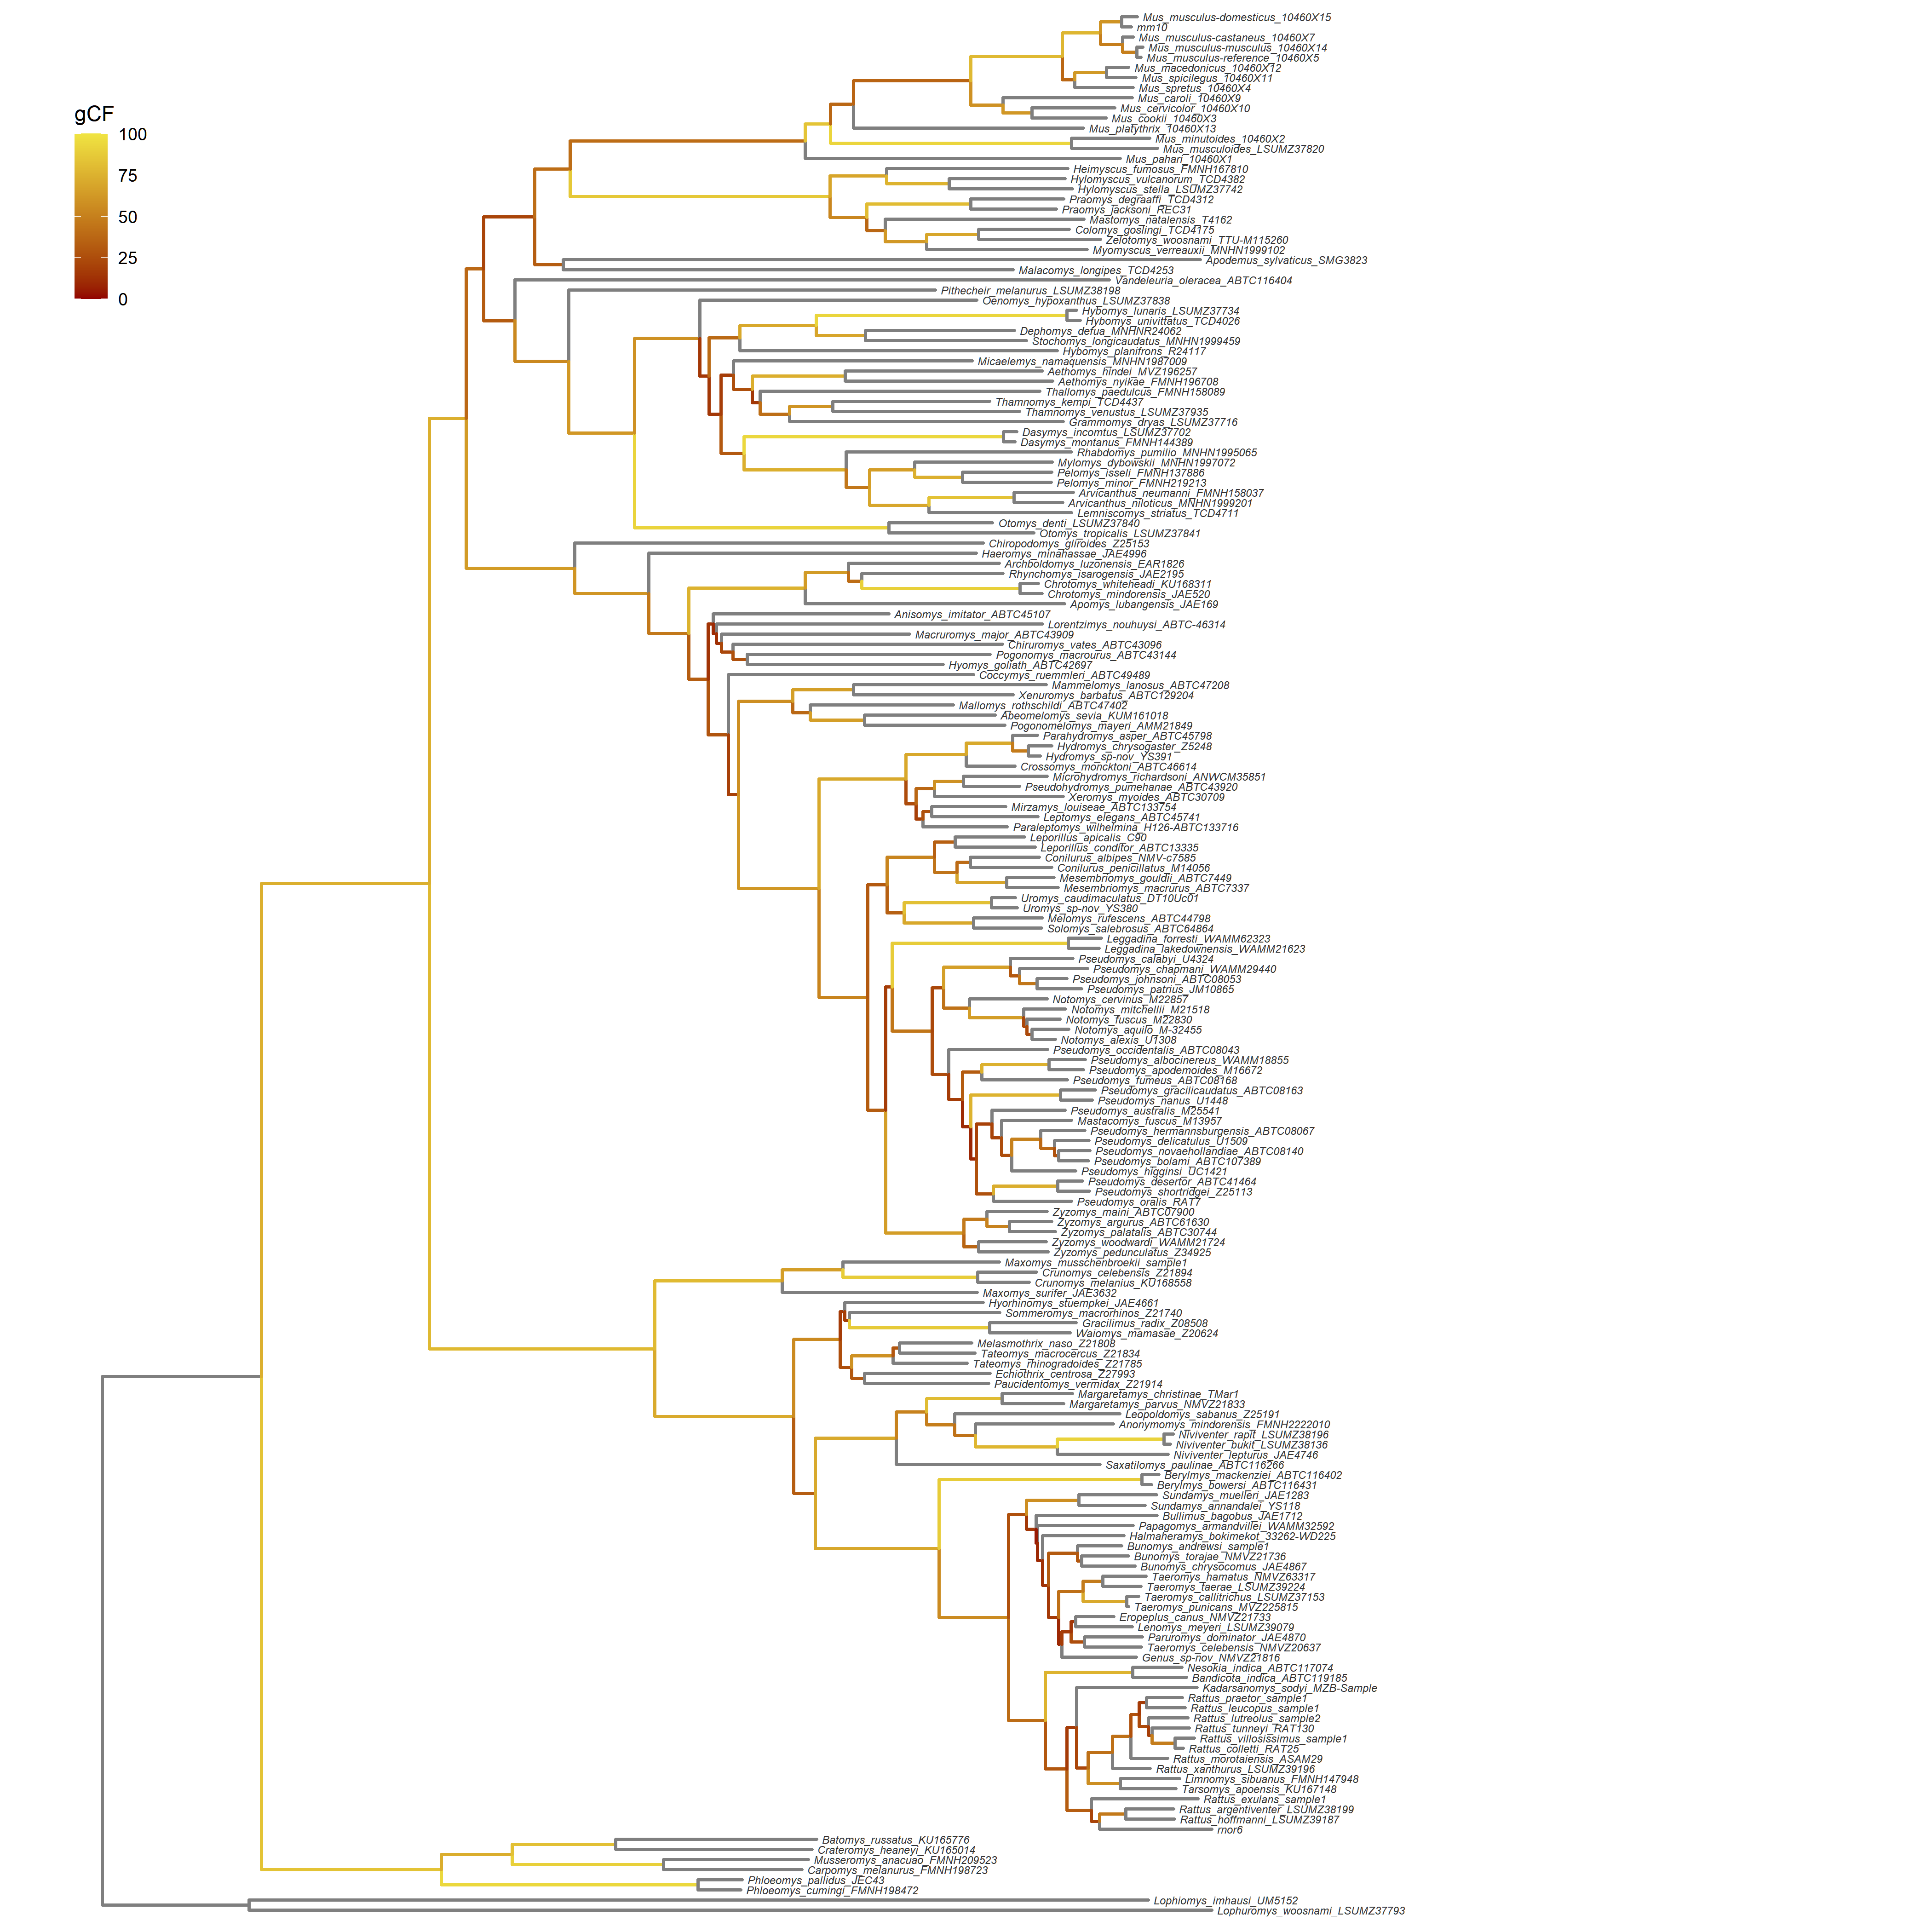 gCF
100
75
50
25
0
Mus_musculus-domesticus_10460X15
mm10
Mus_musculus-castaneus_10460X7
Mus_musculus-musculus_10460X14
Mus_musculus-reference_10460X5
Mus_macedonicus_10460X12
Mus_spicilegus_10460X11
Mus_spretus_10460X4
Mus_caroli_10460X9
Mus_cervicolor_10460X10
Mus_cookii_10460X3
Mus_platythrix_10460X13
Mus_minutoides_10460X2
Mus_musculoides_LSUMZ37820
Mus_pahari_10460X1
Heimyscus_fumosus_FMNH167810
Hylomyscus_vulcanorum_TCD4382
Hylomyscus_stella_LSUMZ37742
Praomys_degraaffi_TCD4312
Praomys_jacksoni_REC31
Mastomys_natalensis_T4162
Colomys_goslingi_TCD4175
Zelotomys_woosnami_TTU-M115260
Myomyscus_verreauxii_MNHN1999102
Apodemus_sylvaticus_SMG3823
Malacomys_longipes_TCD4253
Vandeleuria_oleracea_ABTC116404
Pithecheir_melanurus_LSUMZ38198
Oenomys_hypoxanthus_LSUMZ37838
Hybomys_lunaris_LSUMZ37734
Hybomys_univittatus_TCD4026
Dephomys_defua_MNHNR24062
Stochomys_longicaudatus_MNHN1999459
Hybomys_planifrons_R24117
Micaelemys_namaquensis_MNHN1987009
Aethomys_hindei_MVZ196257
Aethomys_nyikae_FMNH196708
Thallomys_paedulcus_FMNH158089
Thamnomys_kempi_TCD4437
Thamnomys_venustus_LSUMZ37935
Grammomys_dryas_LSUMZ37716
Dasymys_incomtus_LSUMZ37702
Dasymys_montanus_FMNH144389
Rhabdomys_pumilio_MNHN1995065
Mylomys_dybowskii_MNHN1997072
Pelomys_isseli_FMNH137886
Pelomys_minor_FMNH219213
Arvicanthus_neumanni_FMNH158037
Arvicanthus_niloticus_MNHN1999201
Lemniscomys_striatus_TCD4711
Otomys_denti_LSUMZ37840
Otomys_tropicalis_LSUMZ37841
Chiropodomys_gliroides_Z25153
Haeromys_minahassae_JAE4996
Archboldomys_luzonensis_EAR1826
Rhynchomys_isarogensis_JAE2195
Chrotomys_whiteheadi_KU168311
Chrotomys_mindorensis_JAE520
Apomys_lubangensis_JAE169
Anisomys_imitator_ABTC45107
Lorentzimys_nouhuysi_ABTC-46314
Macruromys_major_ABTC43909
Chiruromys_vates_ABTC43096
Pogonomys_macrourus_ABTC43144
Hyomys_goliath_ABTC42697
Coccymys_ruemmleri_ABTC49489
Mammelomys_lanosus_ABTC47208
Xenuromys_barbatus_ABTC129204
Mallomys_rothschildi_ABTC47402
Abeomelomys_sevia_KUM161018
Pogonomelomys_mayeri_AMM21849
Parahydromys_asper_ABTC45798
Hydromys_chrysogaster_Z5248
Hydromys_sp-nov_YS391
Crossomys_moncktoni_ABTC46614
Microhydromys_richardsoni_ANWCM35851
Pseudohydromys_pumehanae_ABTC43920
Xeromys_myoides_ABTC30709
Mirzamys_louiseae_ABTC133754
Leptomys_elegans_ABTC45741
Paraleptomys_wilhelmina_H126-ABTC133716
Leporillus_apicalis_C90
Leporillus_conditor_ABTC13335
Conilurus_albipes_NMV-c7585
Conilurus_penicillatus_M14056
Mesembriomys_gouldii_ABTC7449
Mesembriomys_macrurus_ABTC7337
Uromys_caudimaculatus_DT10Uc01
Uromys_sp-nov_YS380
Melomys_rufescens_ABTC44798
Solomys_salebrosus_ABTC64864
Leggadina_forresti_WAMM62323
Leggadina_lakedownensis_WAMM21623
Pseudomys_calabyi_U4324
Pseudomys_chapmani_WAMM29440
Pseudomys_johnsoni_ABTC08053
Pseudomys_patrius_JM10865
Notomys_cervinus_M22857
Notomys_mitchellii_M21518
Notomys_fuscus_M22830
Notomys_aquilo_M-32455
Notomys_alexis_U1308
Pseudomys_occidentalis_ABTC08043
Pseudomys_albocinereus_WAMM18855
Pseudomys_apodemoides_M16672
Pseudomys_fumeus_ABTC08168
Pseudomys_gracilicaudatus_ABTC08163
Pseudomys_nanus_U1448
Pseudomys_australis_M25541
Mastacomys_fuscus_M13957
Pseudomys_hermannsburgensis_ABTC08067
Pseudomys_delicatulus_U1509
Pseudomys_novaehollandiae_ABTC08140
Pseudomys_bolami_ABTC107389
Pseudomys_higginsi_UC1421
Pseudomys_desertor_ABTC41464
Pseudomys_shortridgei_Z25113
Pseudomys_oralis_RAT7
Zyzomys_maini_ABTC07900
Zyzomys_argurus_ABTC61630
Zyzomys_palatalis_ABTC30744
Zyzomys_woodwardi_WAMM21724
Zyzomys_pedunculatus_Z34925
Maxomys_musschenbroekii_sample1
Crunomys_celebensis_Z21894
Crunomys_melanius_KU168558
Maxomys_surifer_JAE3632
Hyorhinomys_stuempkei_JAE4661
Sommeromys_macrorhinos_Z21740
Gracilimus_radix_Z08508
Waiomys_mamasae_Z20624
Melasmothrix_naso_Z21808
Tateomys_macrocercus_Z21834
Tateomys_rhinogradoides_Z21785
Echiothrix_centrosa_Z27993
Paucidentomys_vermidax_Z21914
Margaretamys_christinae_TMar1
Margaretamys_parvus_NMVZ21833
Leopoldomys_sabanus_Z25191
Anonymomys_mindorensis_FMNH2222010
Niviventer_rapit_LSUMZ38196
Niviventer_bukit_LSUMZ38136
Niviventer_lepturus_JAE4746
Saxatilomys_paulinae_ABTC116266
Berylmys_mackenziei_ABTC116402
Berylmys_bowersi_ABTC116431
Sundamys_muelleri_JAE1283
Sundamys_annandalei_YS118
Bullimus_bagobus_JAE1712
Papagomys_armandvillei_WAMM32592
Halmaheramys_bokimekot_33262-WD225
Bunomys_andrewsi_sample1
Bunomys_torajae_NMVZ21736
Bunomys_chrysocomus_JAE4867
Taeromys_hamatus_NMVZ63317
Taeromys_taerae_LSUMZ39224
Taeromys_callitrichus_LSUMZ37153
Taeromys_punicans_MVZ225815
Eropeplus_canus_NMVZ21733
Lenomys_meyeri_LSUMZ39079
Paruromys_dominator_JAE4870
Taeromys_celebensis_NMVZ20637
Genus_sp-nov_NMVZ21816
Nesokia_indica_ABTC117074
Bandicota_indica_ABTC119185
Kadarsanomys_sodyi_MZB-Sample
Rattus_praetor_sample1
Rattus_leucopus_sample1
Rattus_lutreolus_sample2
Rattus_tunneyi_RAT130
Rattus_villosissimus_sample1
Rattus_colletti_RAT25
Rattus_morotaiensis_ASAM29
Rattus_xanthurus_LSUMZ39196
Limnomys_sibuanus_FMNH147948
Tarsomys_apoensis_KU167148
Rattus_exulans_sample1
Rattus_argentiventer_LSUMZ38199
Rattus_hoffmanni_LSUMZ39187
rnor6
Batomys_russatus_KU165776
Crateromys_heaneyi_KU165014
Musseromys_anacuao_FMNH209523
Carpomys_melanurus_FMNH198723
Phloeomys_pallidus_JEC43
Phloeomys_cumingi_FMNH198472
Lophiomys_imhausi_UM5152
Lophuromys_woosnami_LSUMZ37793